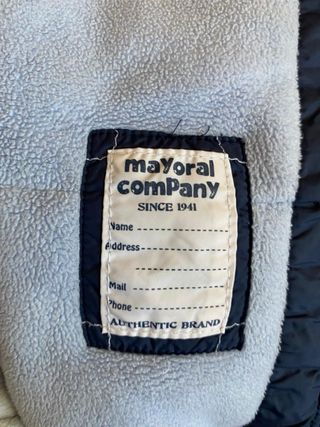 mayoral
comPany
SINCE 1941
Name
Address
Mail
Phone
AUTHENTIC BRAND